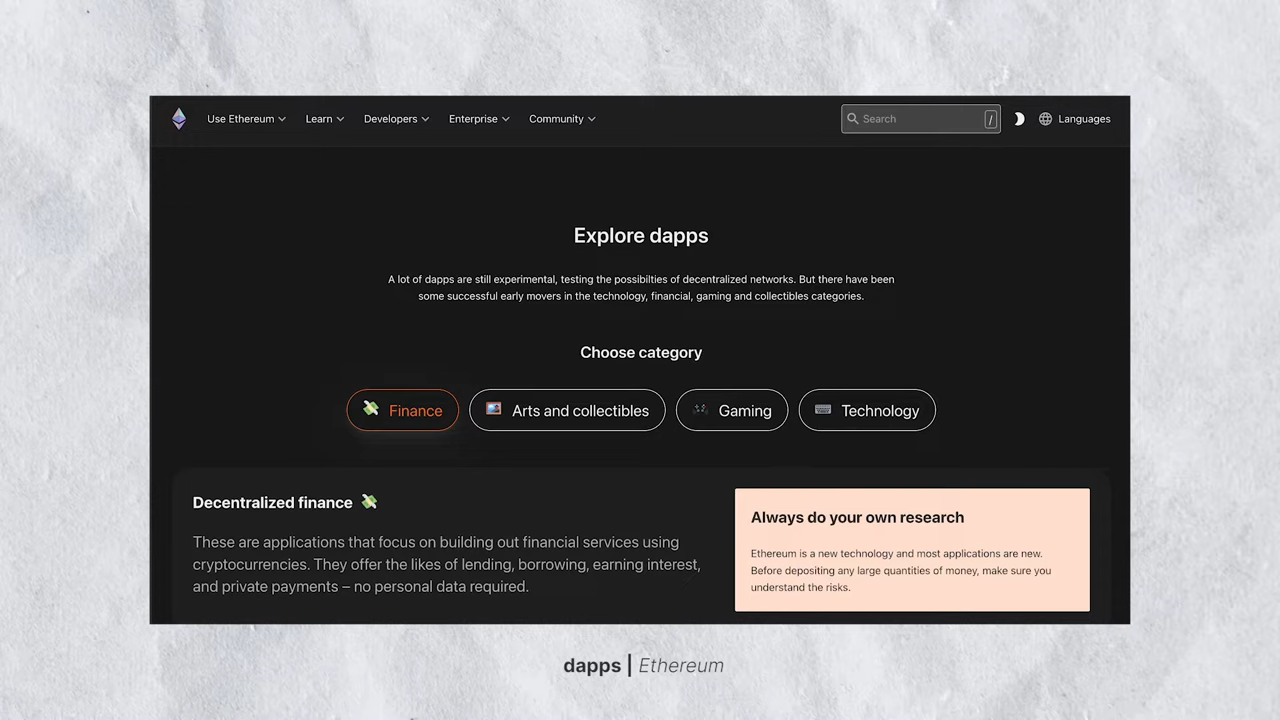 Use Ethereum Learn Developers Enterprise Community Search / Languages
Explore dapps
A lot of dapps are still experimental, testing the possibilties of decentralized networks. But there have been
some successful early movers in the technology, financial, gaming and collectibles categories.
Choose category
Finance Arts and collectibles Gaming Technology
Decentralized finance
These are applications that focus on building out financial services using
cryptocurrencies. They offer the likes of lending, borrowing, earning interest,
and private payments – no personal data required.
Always do your own research
Ethereum is a new technology and most applications are new.
Before depositing any large quantities of money, make sure you
understand the risks.
dapps | Ethereum